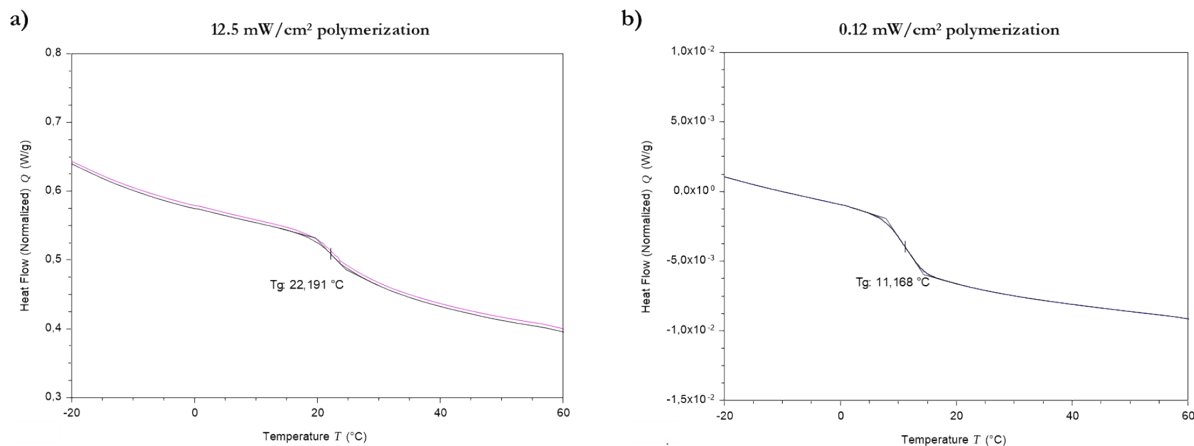 a)
12.5 mW/cm² polymerization
0,8
0,7
0,6
0,5
0,4
0,3
Heat Flow (Normalized) Q (W/g)
Tg: 22,191 °C
-20
0
20
40
60
Temperature T (°C)
b)
0.12 mW/cm² polymerization
1,0x10⁻²
5,0x10⁻³
0,0x10⁰
-5,0x10⁻³
-1,0x10⁻²
-1,5x10⁻²
Heat Flow (Normalized) Q (W/g)
Tg: 11,168 °C
-20
0
20
40
60
Temperature T (°C)